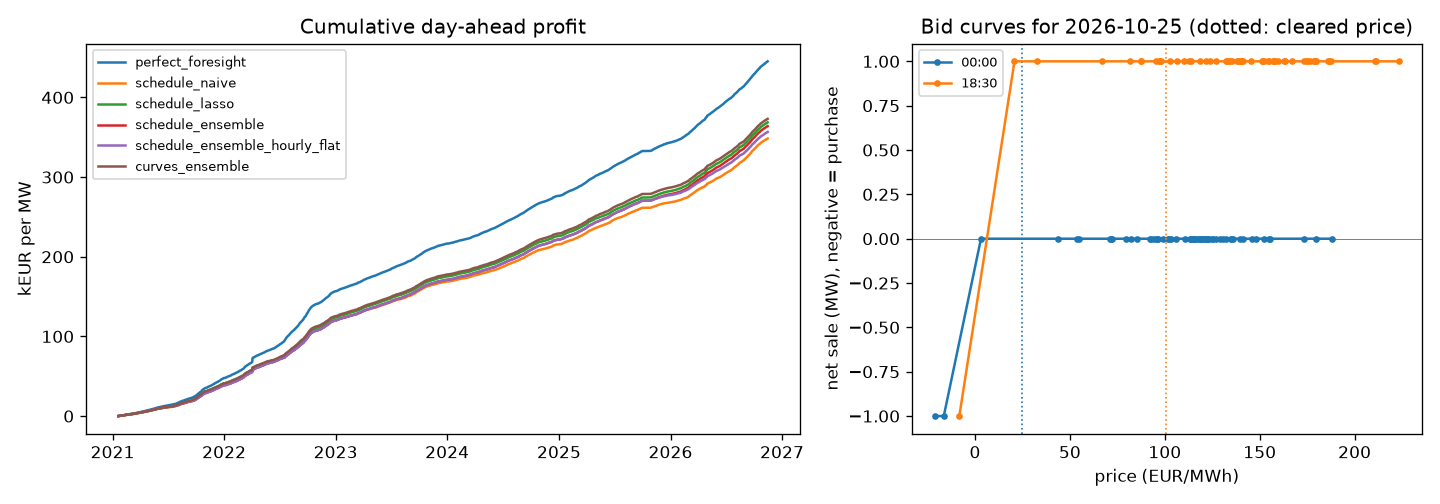 Cumulative day-ahead profit
kEUR per MW
400
300
200
100
0
2021
2022
2023
2024
2025
2026
2027
perfect_foresight
schedule_naive
schedule_lasso
schedule_ensemble
schedule_ensemble_hourly_flat
curves_ensemble
Bid curves for 2026-10-25 (dotted: cleared price)
net sale (MW), negative = purchase
1.00
0.75
0.50
0.25
0.00
−0.25
−0.50
−0.75
−1.00
0
50
100
150
200
price (EUR/MWh)
00:00
18:30